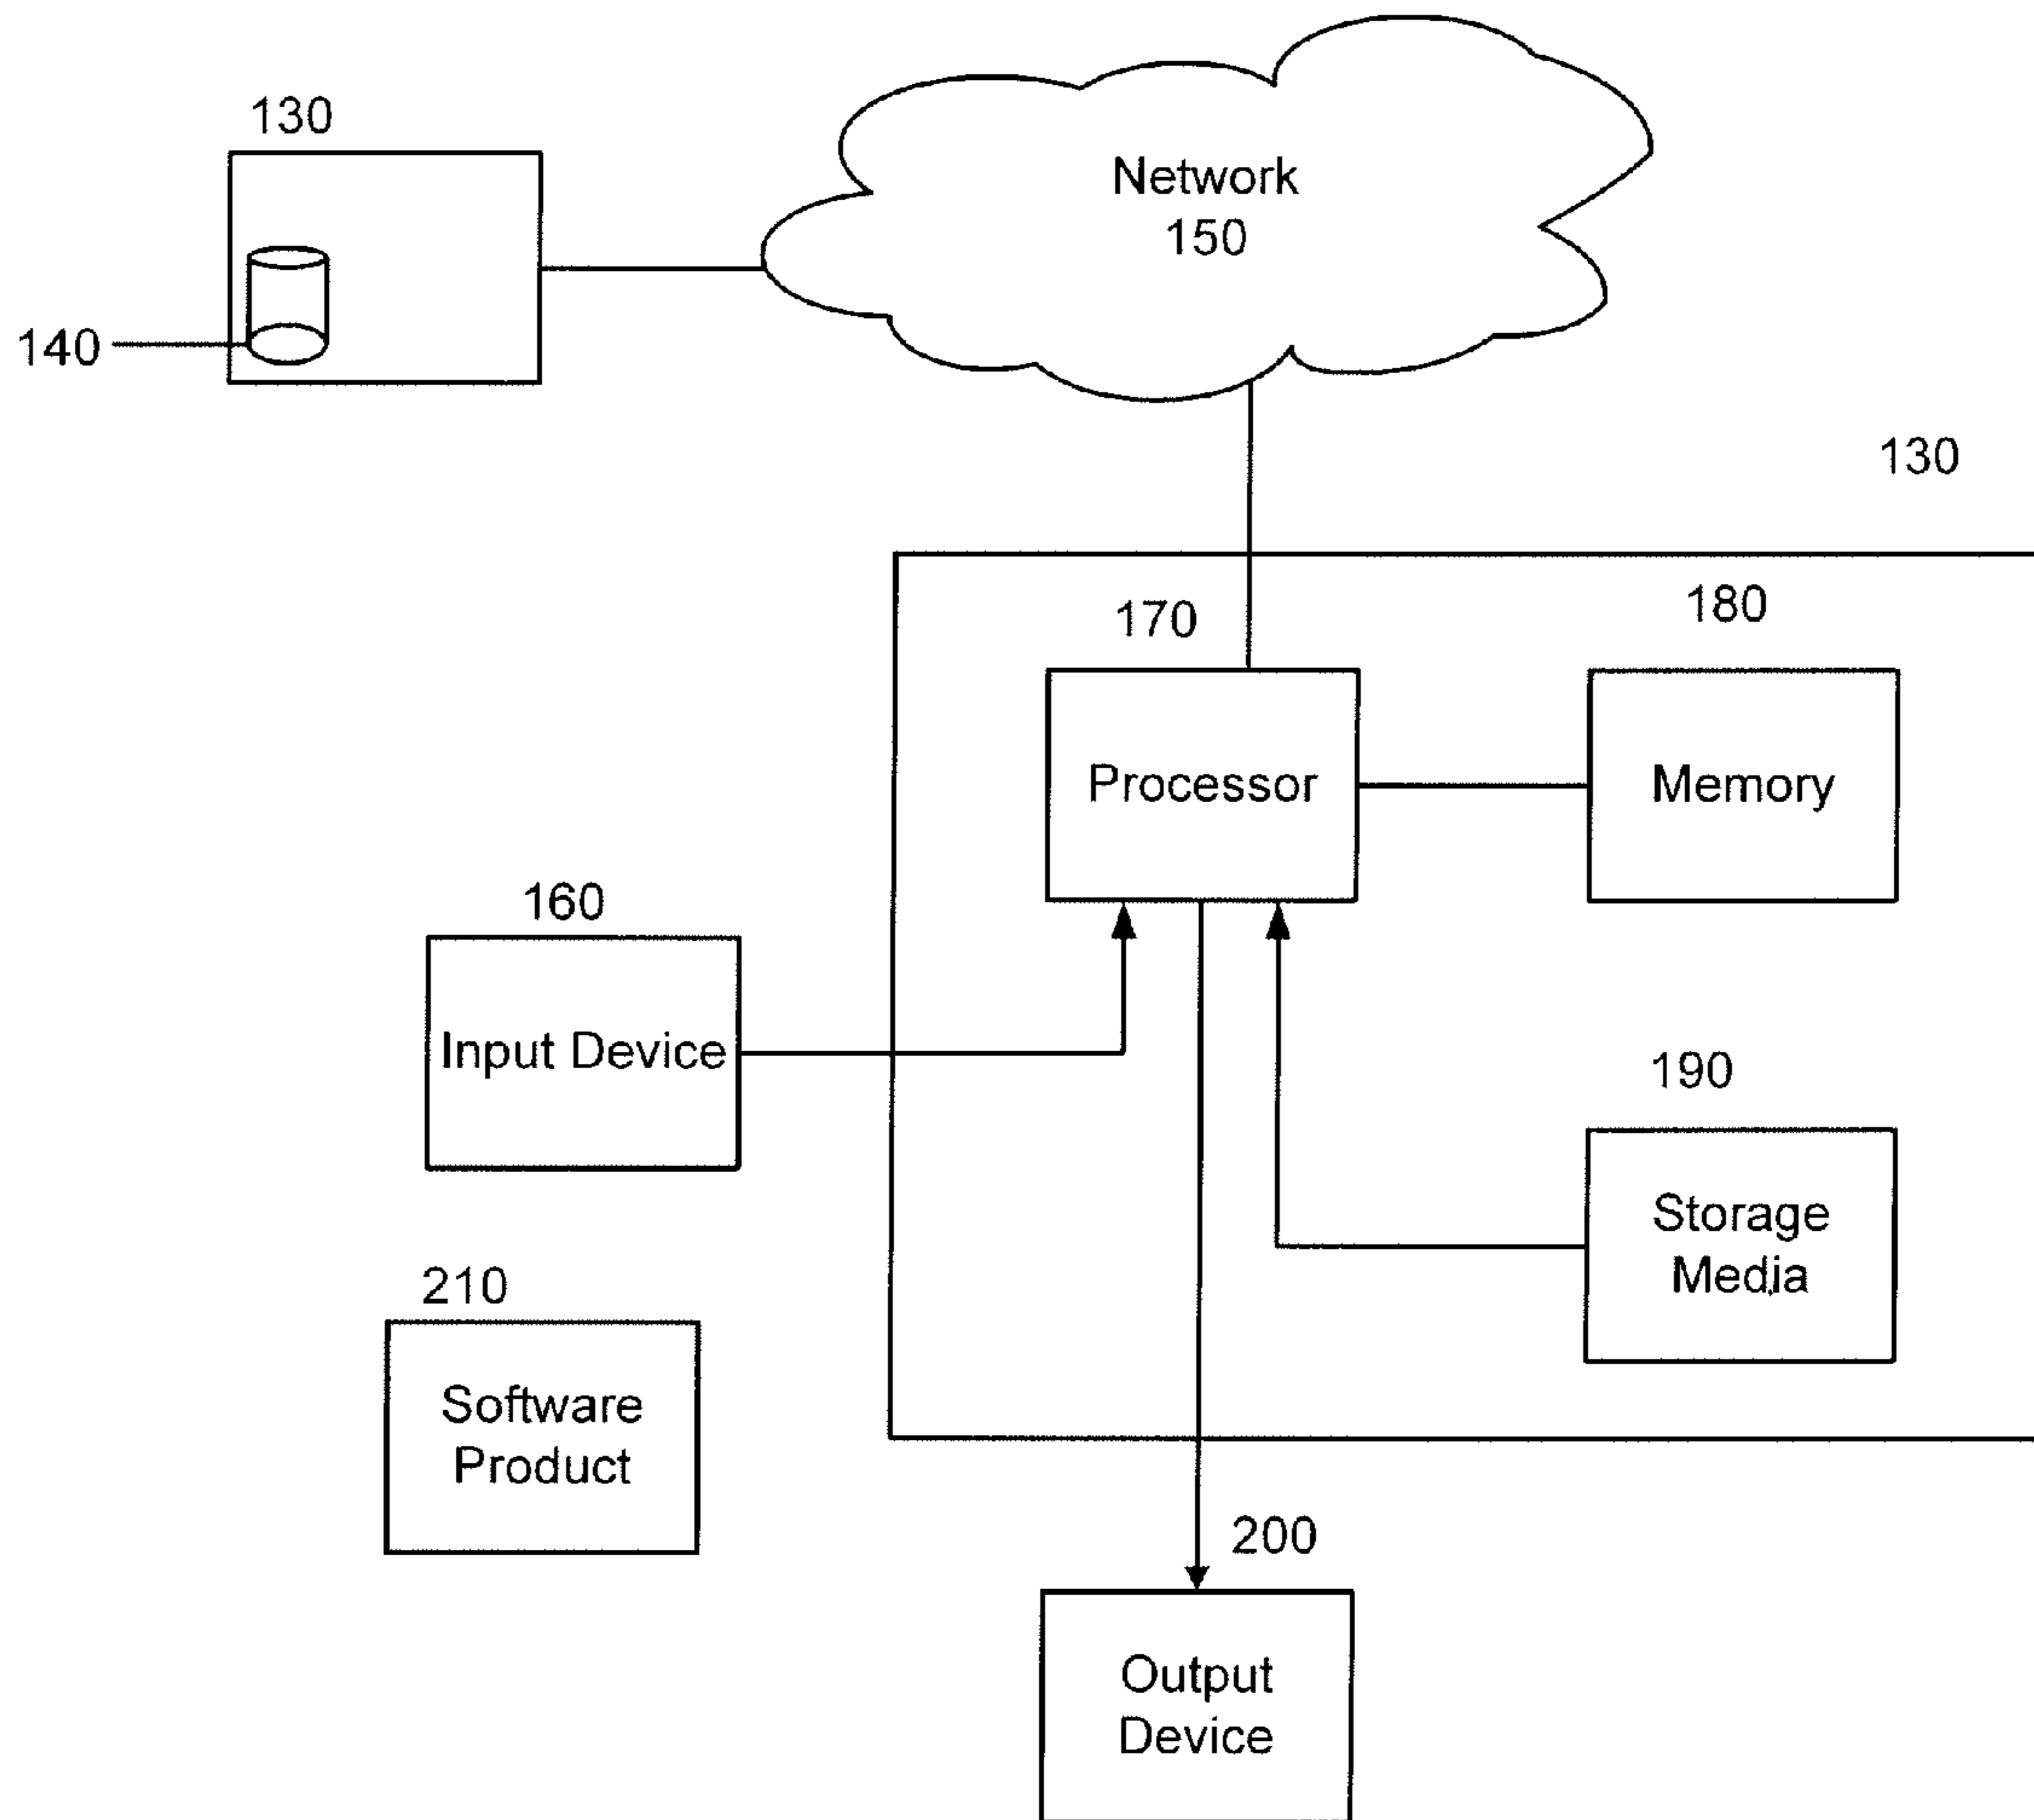 130
Network
150
140
130
170
180
Processor
Memory
160
Input Device
190
Storage
Media
210
Software
Product
200
Output
Device